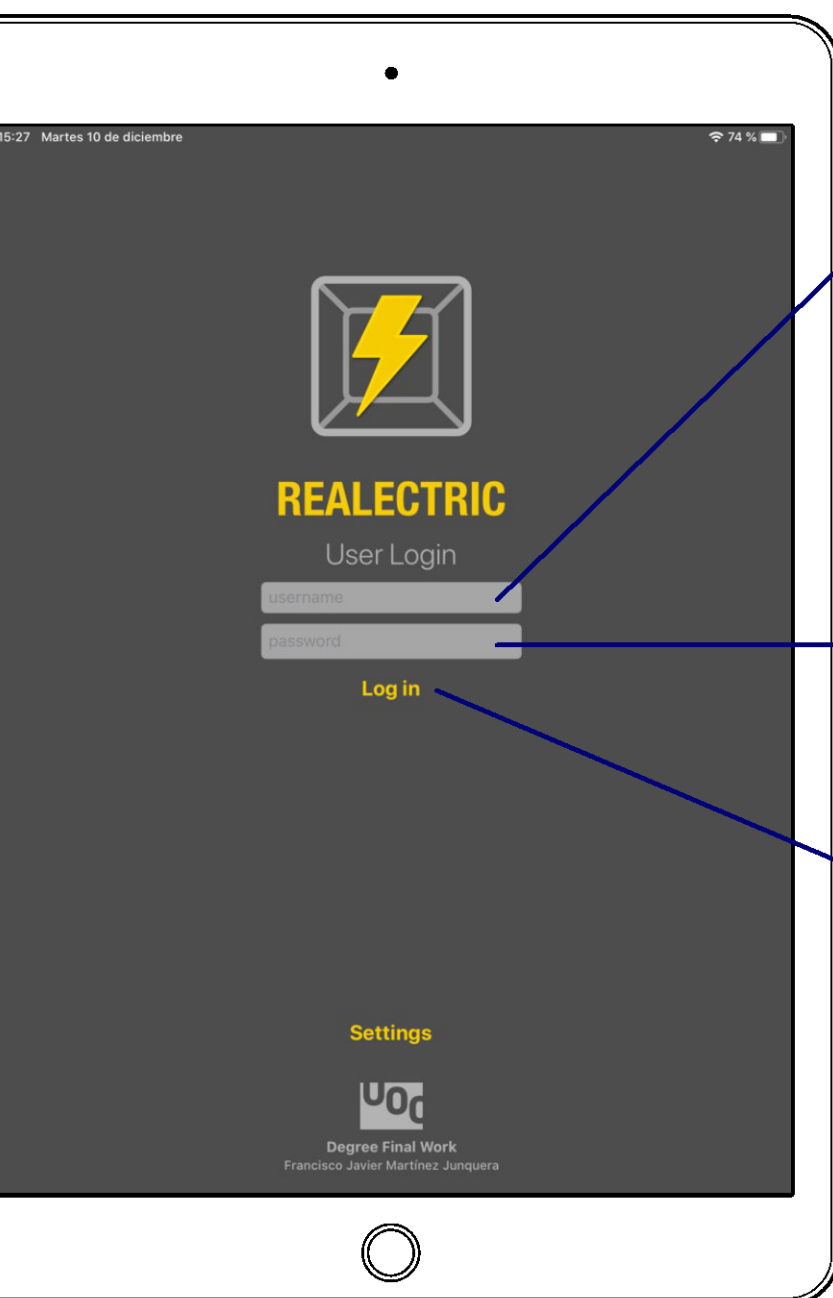 15:27 Martes 10 de diciembre 74 %
REALECTRIC
User Login
username
password
Log in
Settings
UOC
Degree Final Work
Francisco Javier Martínez Junquera